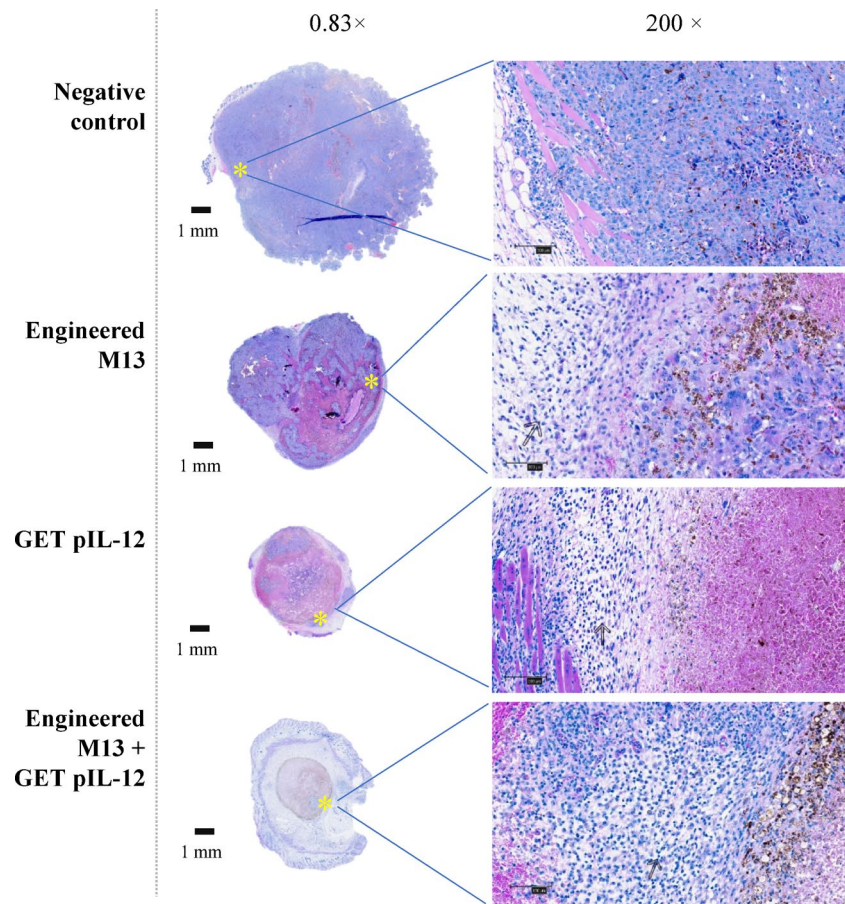 0.83×
200 ×
Negative
control
1 mm
Engineered
M13
1 mm
GET pIL-12
1 mm
Engineered
M13 +
GET pIL-12
1 mm